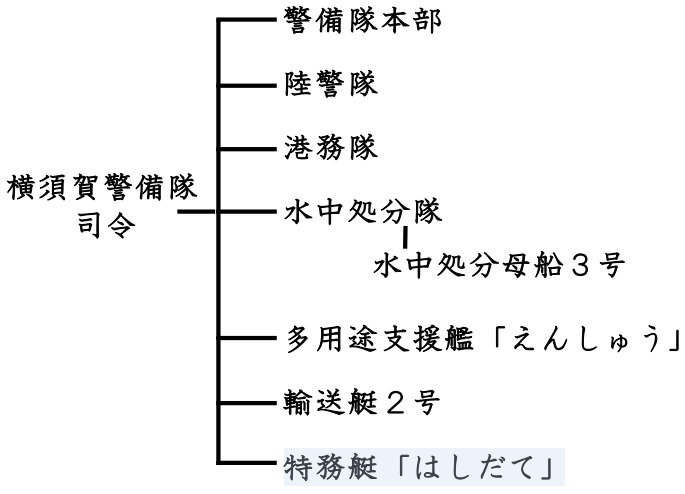 警備隊本部
陸警隊
港務隊
横須賀警備隊
司令
水中処分隊
水中処分母船３号
多用途支援艦「えんしゅう」
輸送艇２号
特務艇「はしだて」